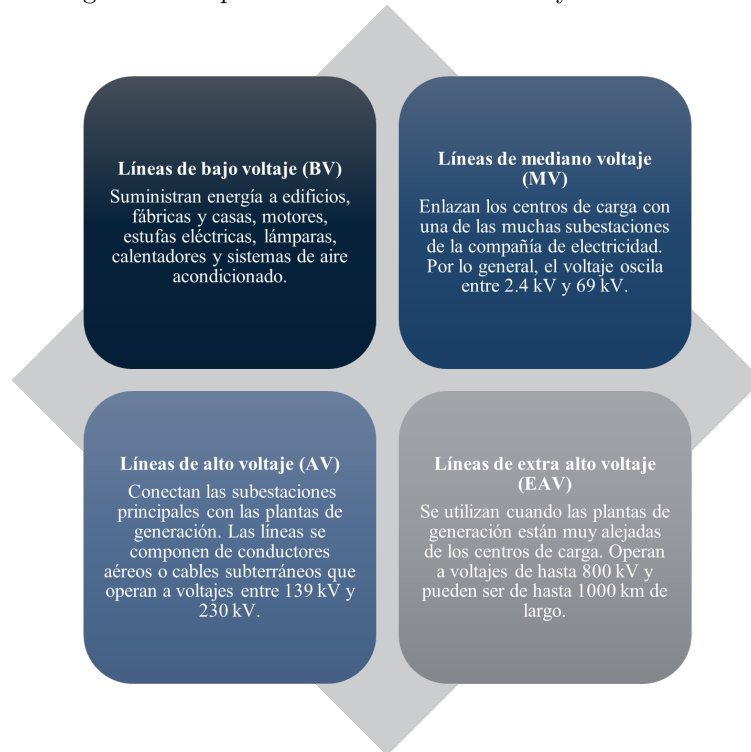 Líneas de bajo voltaje (BV)
Suministran energía a edificios,
fábricas y casas, motores,
estufas eléctricas, lámparas,
calentadores y sistemas de aire
acondicionado.
Líneas de mediano voltaje
(MV)
Enlazan los centros de carga con
una de las muchas subestaciones
de la compañía de electricidad.
Por lo general, el voltaje oscila
entre 2.4 kV y 69 kV.
Líneas de alto voltaje (AV)
Conectan las subestaciones
principales con las plantas de
generación. Las líneas se
componen de conductores
aéreos o cables subterráneos que
operan a voltajes entre 139 kV y
230 kV.
Líneas de extra alto voltaje
(EAV)
Se utilizan cuando las plantas de
generación están muy alejadas
de los centros de carga. Operan
a voltajes de hasta 800 kV y
pueden ser de hasta 1000 km de
largo.